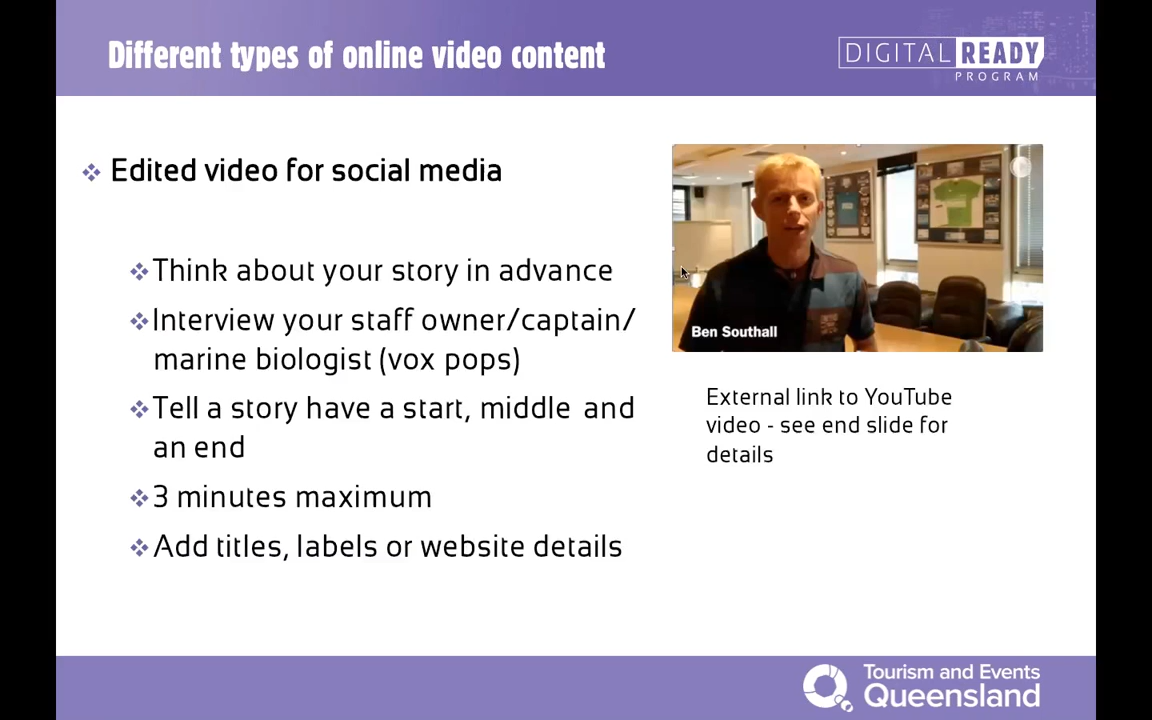 Different types of online video content
DIGITAL READY
PROGRAM
Edited video for social media
Think about your story in advance
Interview your staff owner/captain/
marine biologist (vox pops)
Tell a story have a start, middle and
an end
3 minutes maximum
Add titles, labels or website details
Ben Southall
External link to YouTube
video - see end slide for
details
Tourism and Events
Queensland